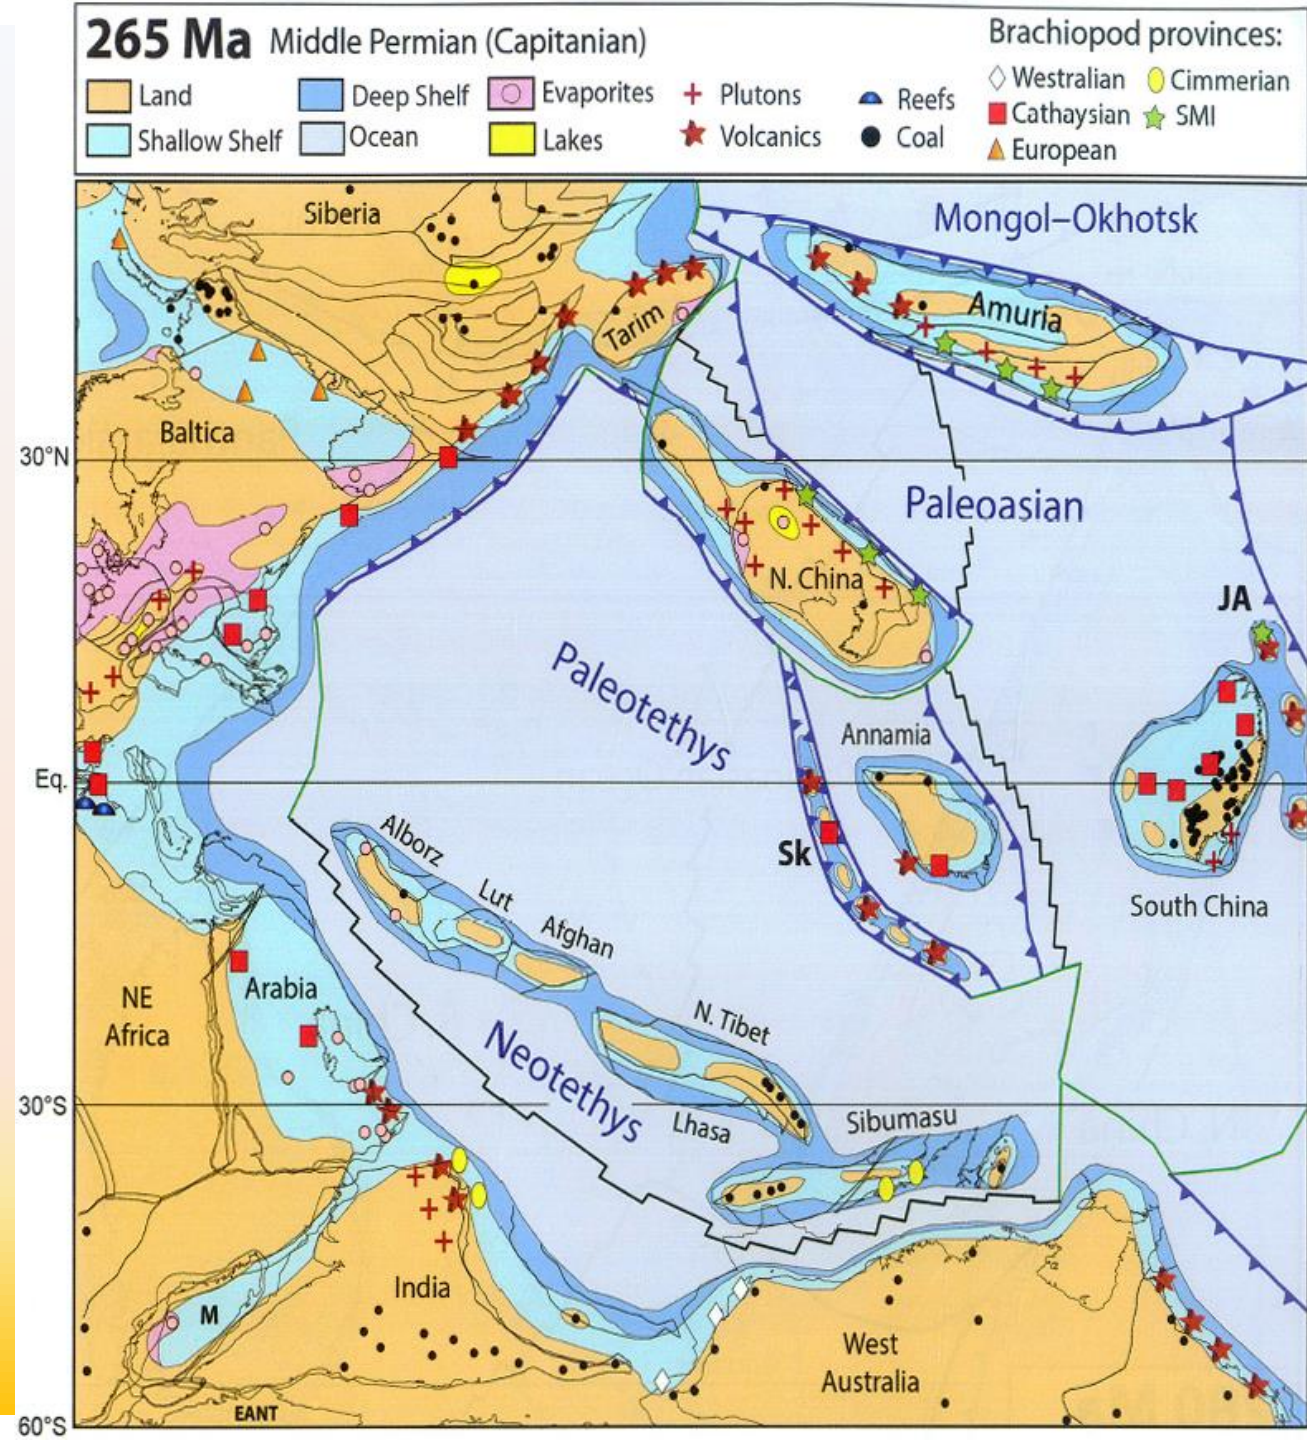 265 Ma Middle Permian (Capitanian)
Land
Deep Shelf
Evaporites
Plutons
Reefs
Shallow Shelf
Ocean
Lakes
Volcanics
Coal
Brachiopod provinces:
Westralian
Cimmerian
Cathaysian
SMI
European
Siberia
Mongol–Okhotsk
Tarim
Amuria
Baltica
30°N
Paleoasian
N. China
JA
Paleotethys
Annamia
Eq.
Alborz
Sk
Lut
South China
Afghan
Arabia
NE
Africa
N. Tibet
Neotethys
30°S
Lhasa
Sibumasu
India
M
West
Australia
EANT
60°S